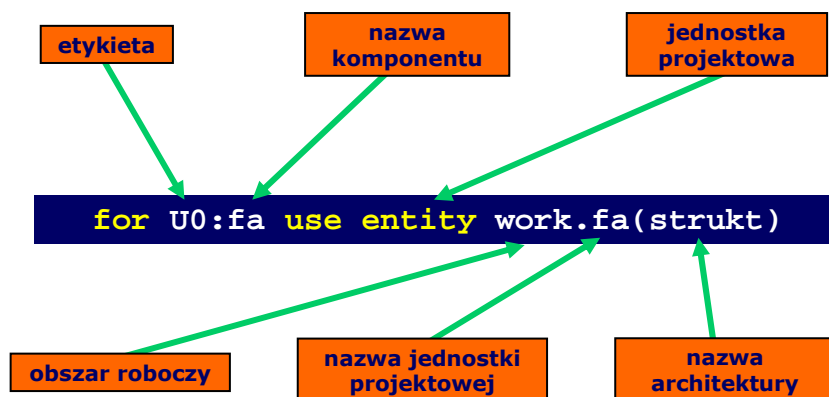 etykieta
nazwa
komponentu
jednostka
projektowa
for U0:fa use entity work.fa(strukt)
obszar roboczy
nazwa jednostki
projektowej
nazwa
architektury